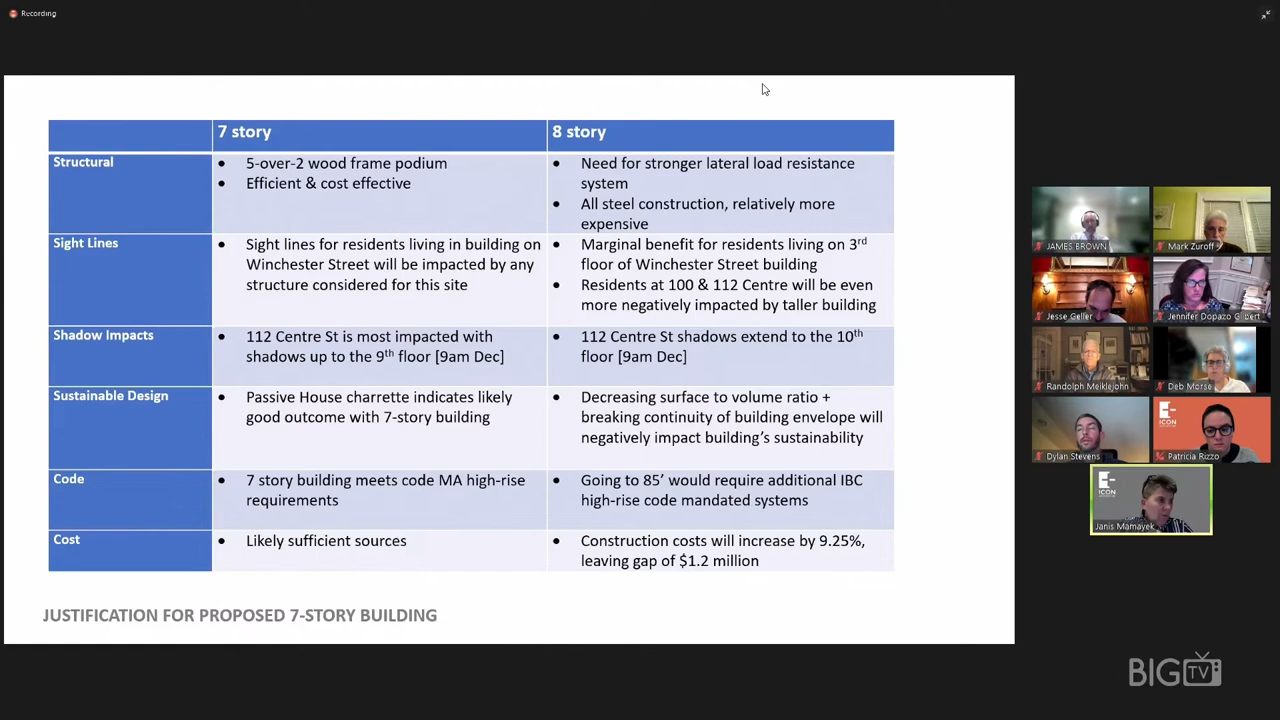 Recording
7 story
8 story
Structural
• 5-over-2 wood frame podium
• Efficient & cost effective
• Need for stronger lateral load resistance
system
• All steel construction, relatively more
expensive
Sight Lines
• Sight lines for residents living in building on
Winchester Street will be impacted by any
structure considered for this site
• Marginal benefit for residents living on 3rd
floor of Winchester Street building
• Residents at 100 & 112 Centre will be even
more negatively impacted by taller building
Shadow Impacts
• 112 Centre St is most impacted with
shadows up to the 9th floor [9am Dec]
• 112 Centre St shadows extend to the 10th
floor [9am Dec]
Sustainable Design
• Passive House charrette indicates likely
good outcome with 7-story building
• Decreasing surface to volume ratio +
breaking continuity of building envelope will
negatively impact building's sustainability
Code
• 7 story building meets code MA high-rise
requirements
• Going to 85' would require additional IBC
high-rise code mandated systems
Cost
• Likely sufficient sources
• Construction costs will increase by 9.25%,
leaving gap of $1.2 million
JUSTIFICATION FOR PROPOSED 7-STORY BUILDING
JAMES BROWN
Mark Zuroff
Jesse Geller
Jennifer Dopazo Gilbert
Randolph Meiklejohn
Deb Morse
Dylan Stevens
ICON
Patricia Rizzo
ICON
Janis Mamayek
BIG TV